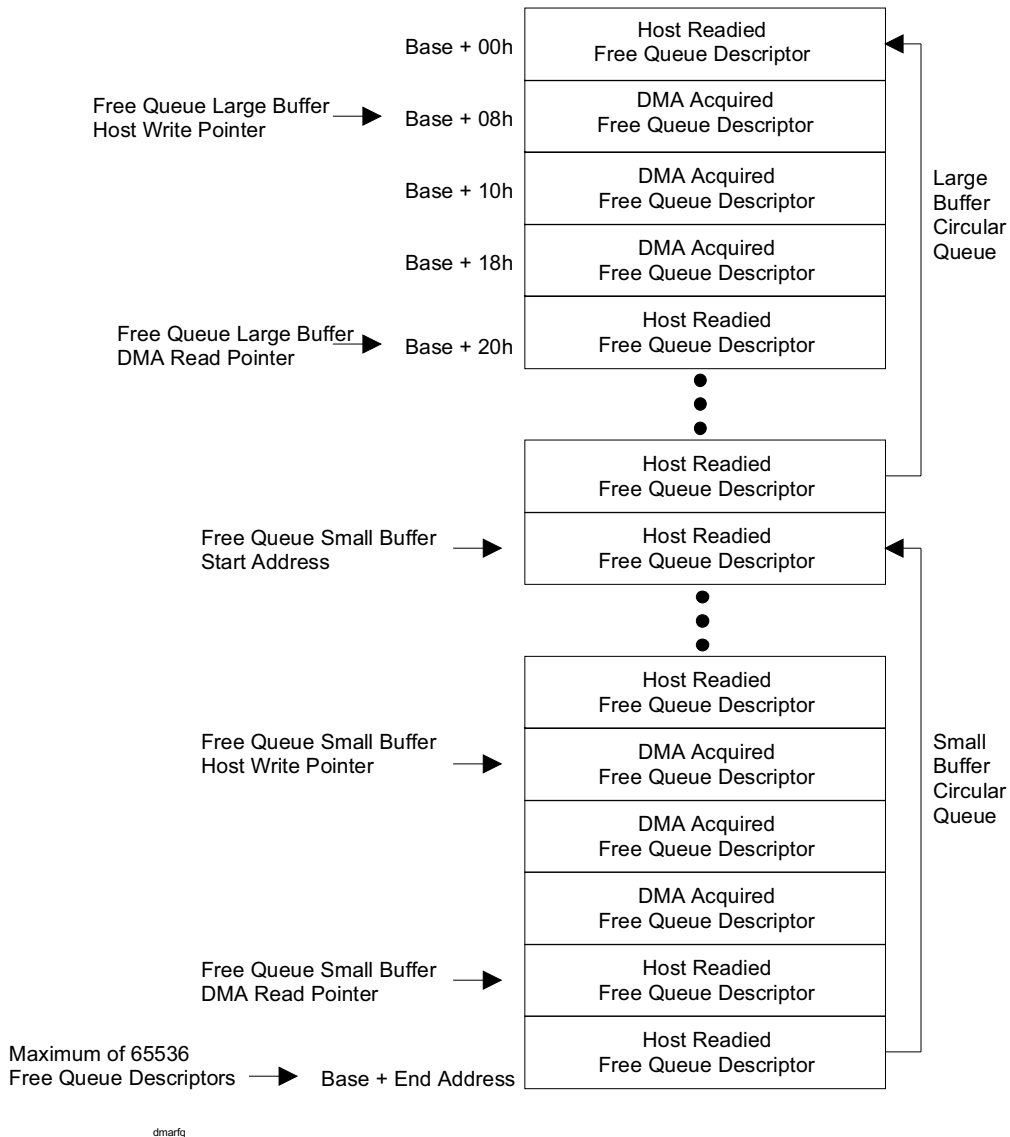 Host Readied
Free Queue Descriptor
Base + 00h
DMA Acquired
Free Queue Descriptor
Free Queue Large Buffer
Host Write Pointer
Base + 08h
DMA Acquired
Free Queue Descriptor
Base + 10h
Large
Buffer
Circular
Queue
DMA Acquired
Free Queue Descriptor
Base + 18h
Host Readied
Free Queue Descriptor
Free Queue Large Buffer
DMA Read Pointer
Base + 20h
Host Readied
Free Queue Descriptor
Host Readied
Free Queue Descriptor
Free Queue Small Buffer
Start Address
Host Readied
Free Queue Descriptor
DMA Acquired
Free Queue Descriptor
Free Queue Small Buffer
Host Write Pointer
Small
Buffer
Circular
Queue
DMA Acquired
Free Queue Descriptor
DMA Acquired
Free Queue Descriptor
Host Readied
Free Queue Descriptor
Free Queue Small Buffer
DMA Read Pointer
Host Readied
Free Queue Descriptor
Maximum of 65536
Free Queue Descriptors
Base + End Address
dmarfq